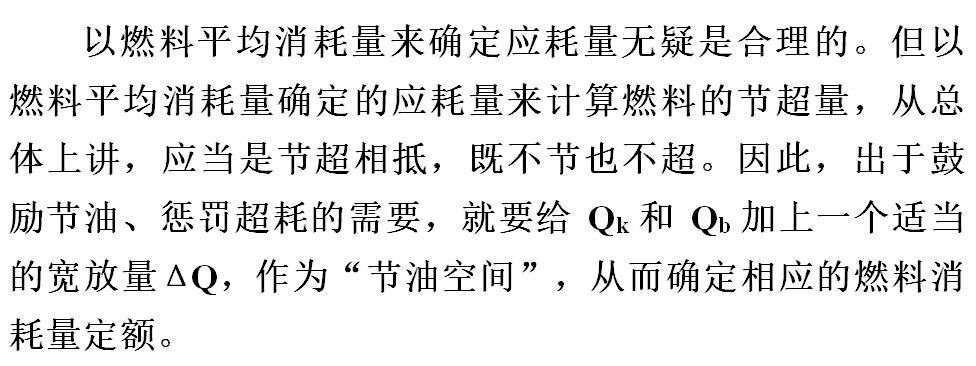 以燃料平均消耗量来确定应耗量无疑是合理的。但以
燃料平均消耗量确定的应耗量来计算燃料的节超量，从总
体上讲，应当是节超相抵，既不节也不超。因此，出于鼓
励节油、惩罚超耗的需要，就要给 Qk 和 Qb 加上一个适当
的宽放量 ΔQ，作为“节油空间”，从而确定相应的燃料消
耗量定额。